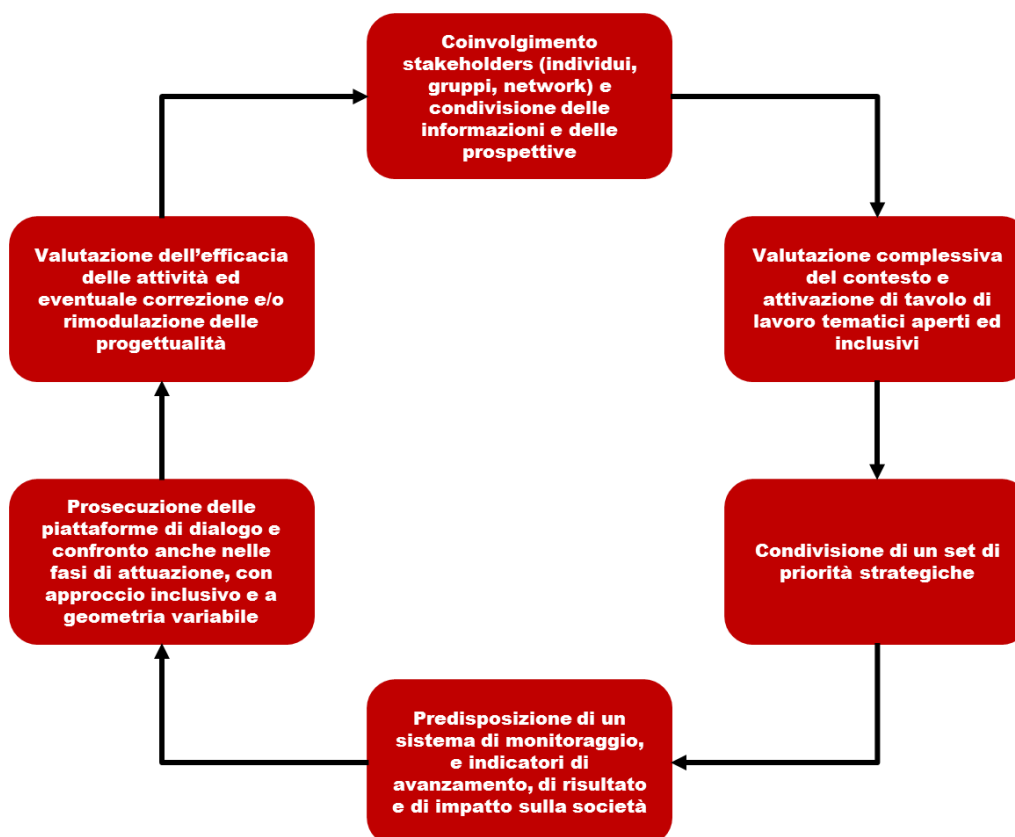 Coinvolgimento
stakeholders (individui,
gruppi, network) e
condivisione delle
informazioni e delle
prospettive
Valutazione complessiva
del contesto e
attivazione di tavolo di
lavoro tematici aperti ed
inclusivi
Condivisione di un set di
priorità strategiche
Predisposizione di un
sistema di monitoraggio,
e indicatori di
avanzamento, di risultato
e di impatto sulla società
Prosecuzione delle
piattaforme di dialogo e
confronto anche nelle
fasi di attuazione, con
approccio inclusivo e a
geometria variabile
Valutazione dell’efficacia
delle attività ed
eventuale correzione e/o
rimodulazione delle
progettualità